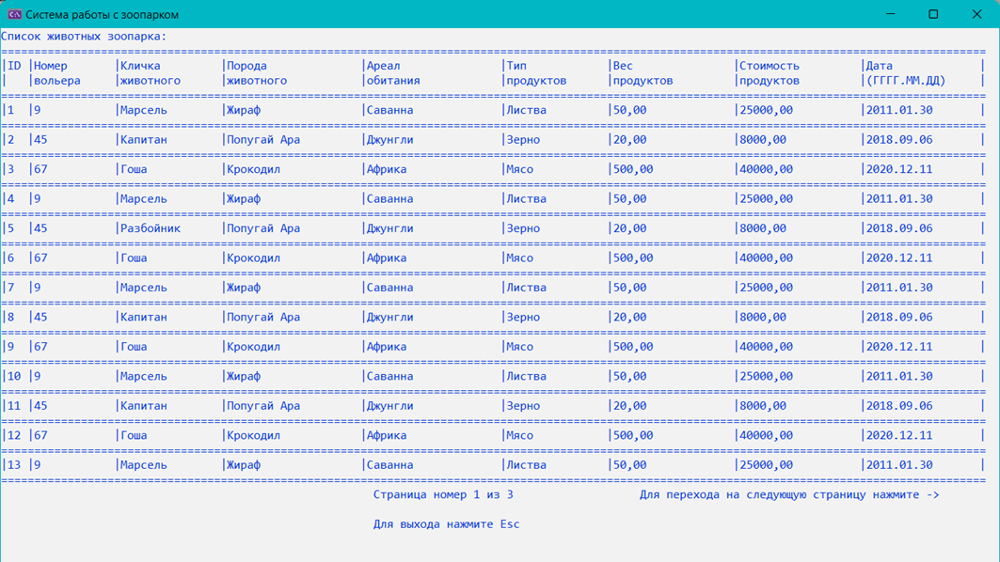 Система работы с зоопарком
Список животных зоопарка:
====================================================================================================================================================
|ID |Номер |Кличка |Порода |Ареал |Тип |Вес |Стоимость |Дата |
| |вольера |животного |животного |обитания |продуктов |продуктов |продуктов |(ГГГГ.ММ.ДД) |
====================================================================================================================================================
|1 |9 |Марсель |Жираф |Саванна |Листва |50,00 |25000,00 |2011.01.30 |
====================================================================================================================================================
|2 |45 |Капитан |Попугай Ара |Джунгли |Зерно |20,00 |8000,00 |2018.09.06 |
====================================================================================================================================================
|3 |67 |Гоша |Крокодил |Африка |Мясо |500,00 |40000,00 |2020.12.11 |
====================================================================================================================================================
|4 |9 |Марсель |Жираф |Саванна |Листва |50,00 |25000,00 |2011.01.30 |
====================================================================================================================================================
|5 |45 |Разбойник |Попугай Ара |Джунгли |Зерно |20,00 |8000,00 |2018.09.06 |
====================================================================================================================================================
|6 |67 |Гоша |Крокодил |Африка |Мясо |500,00 |40000,00 |2020.12.11 |
====================================================================================================================================================
|7 |9 |Марсель |Жираф |Саванна |Листва |50,00 |25000,00 |2011.01.30 |
====================================================================================================================================================
|8 |45 |Капитан |Попугай Ара |Джунгли |Зерно |20,00 |8000,00 |2018.09.06 |
====================================================================================================================================================
|9 |67 |Гоша |Крокодил |Африка |Мясо |500,00 |40000,00 |2020.12.11 |
====================================================================================================================================================
|10 |9 |Марсель |Жираф |Саванна |Листва |50,00 |25000,00 |2011.01.30 |
====================================================================================================================================================
|11 |45 |Капитан |Попугай Ара |Джунгли |Зерно |20,00 |8000,00 |2018.09.06 |
====================================================================================================================================================
|12 |67 |Гоша |Крокодил |Африка |Мясо |500,00 |40000,00 |2020.12.11 |
====================================================================================================================================================
|13 |9 |Марсель |Жираф |Саванна |Листва |50,00 |25000,00 |2011.01.30 |
====================================================================================================================================================
Страница номер 1 из 3 Для перехода на следующую страницу нажмите ->
Для выхода нажмите Esc